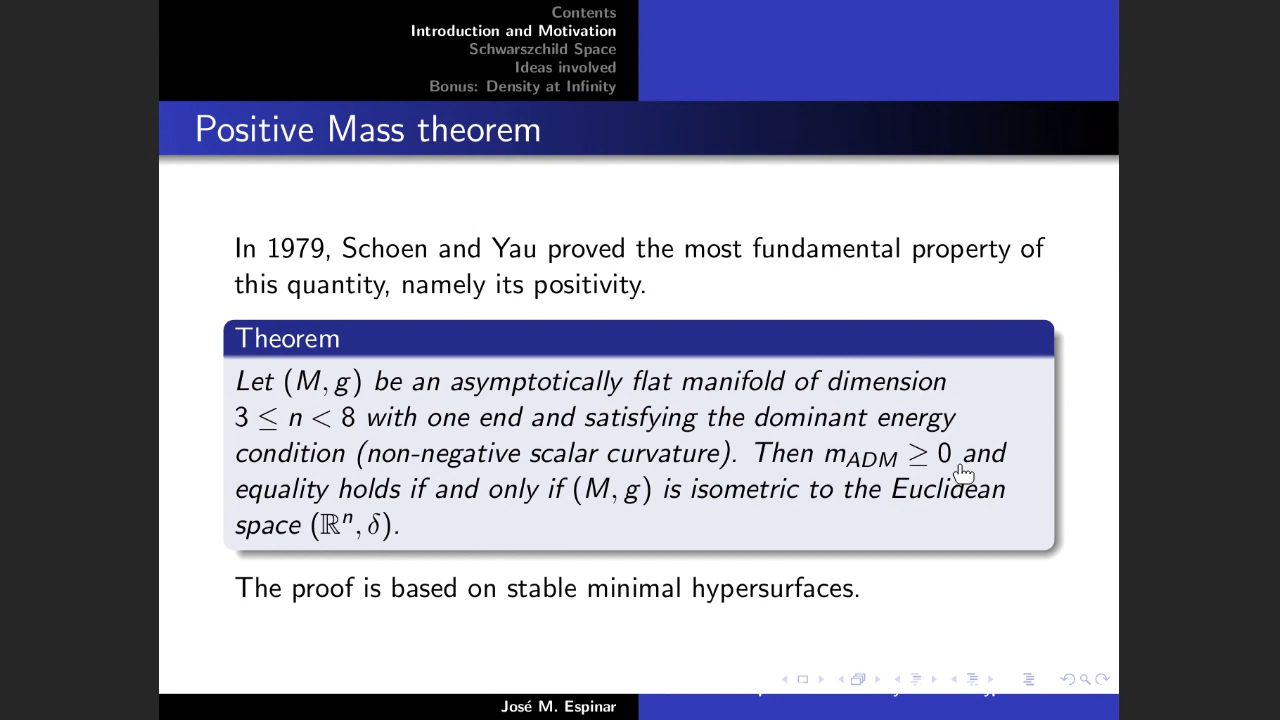 Contents
Introduction and Motivation
Schwarszchild Space
Ideas involved
Bonus: Density at Infinity
Positive Mass theorem
In 1979, Schoen and Yau proved the most fundamental property of
this quantity, namely its positivity.
Theorem
Let (M, g) be an asymptotically flat manifold of dimension
3 ≤ n < 8 with one end and satisfying the dominant energy
condition (non-negative scalar curvature). Then m_ADM ≥ 0 and
equality holds if and only if (M, g) is isometric to the Euclidean
space (ℝⁿ, δ).
The proof is based on stable minimal hypersurfaces.
José M. Espinar